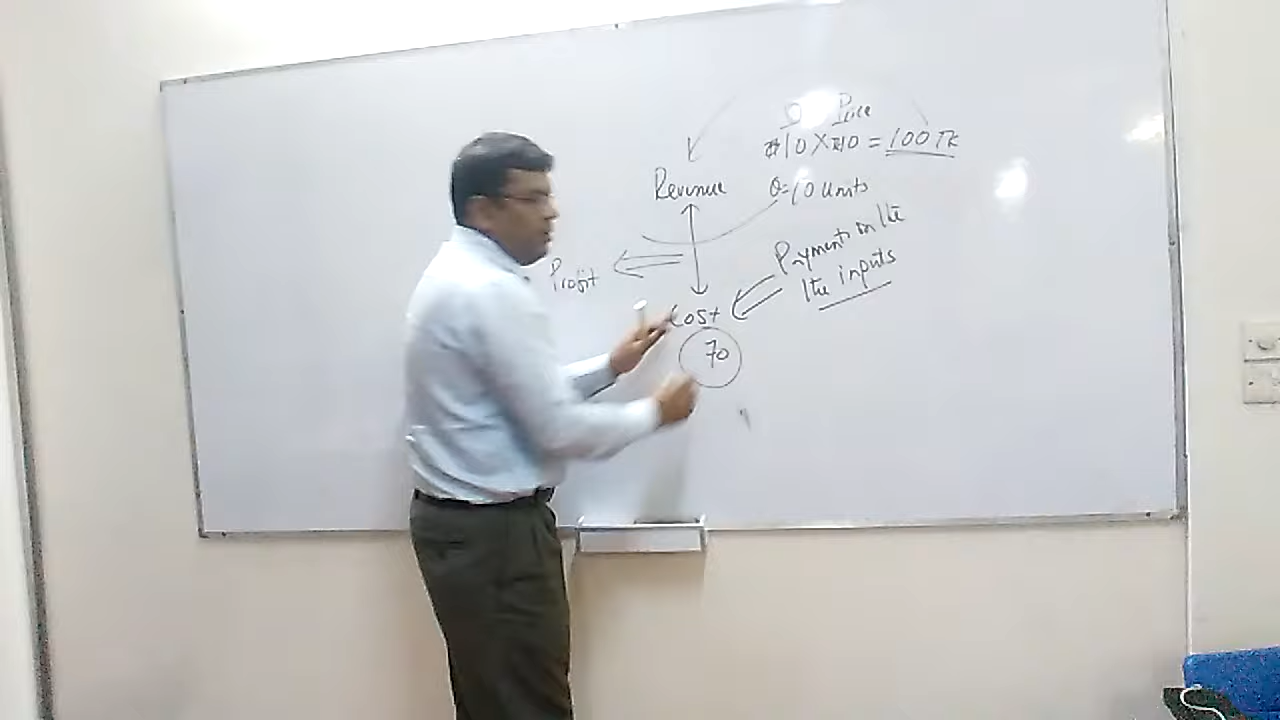 Q Price
10 X 10 = 100 TK
Revenue
Q=10 units
Payment on the
the inputs
Profit
Cost
70